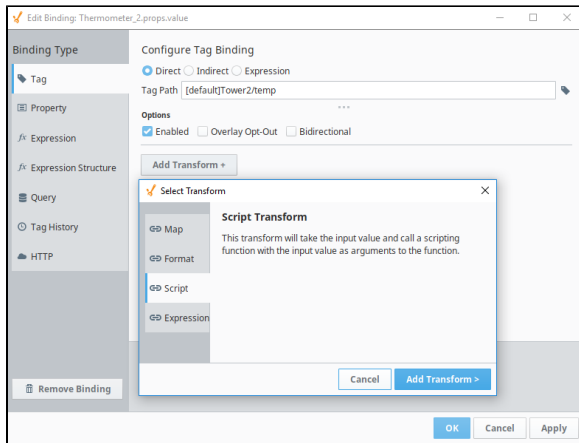 Edit Binding: Thermometer_2.props.value
Binding Type
Tag
Property
fx Expression
fx Expression Structure
Query
Tag History
HTTP
Remove Binding
Configure Tag Binding
Direct Indirect Expression
Tag Path [default]Tower2/temp
Options
Enabled Overlay Opt-Out Bidirectional
Add Transform +
Select Transform
Map
Format
Script
Expression
Script Transform
This transform will take the input value and call a scripting
function with the input value as arguments to the function.
Cancel Add Transform >
OK Cancel Apply